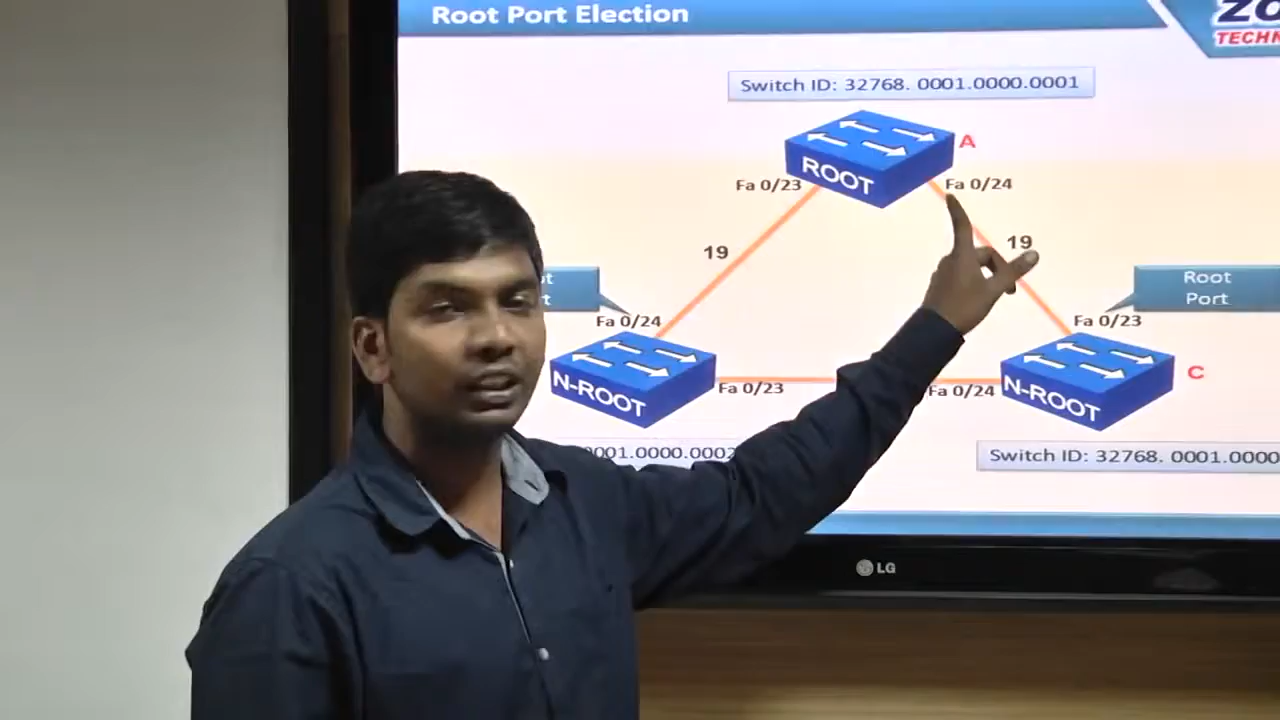 Root Port Election
TECHN
Switch ID: 32768. 0001.0000.0001
A
ROOT
Fa 0/23
Fa 0/24
19
19
Root
Port
Fa 0/24
Fa 0/23
N-ROOT
Fa 0/23
Fa 0/24
N-ROOT
C
0001.0000.0002
Switch ID: 32768. 0001.0000
LG